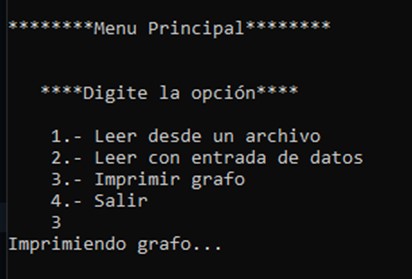 ********Menu Principal********
****Digite la opción****
1.- Leer desde un archivo
2.- Leer con entrada de datos
3.- Imprimir grafo
4.- Salir
3
Imprimiendo grafo...